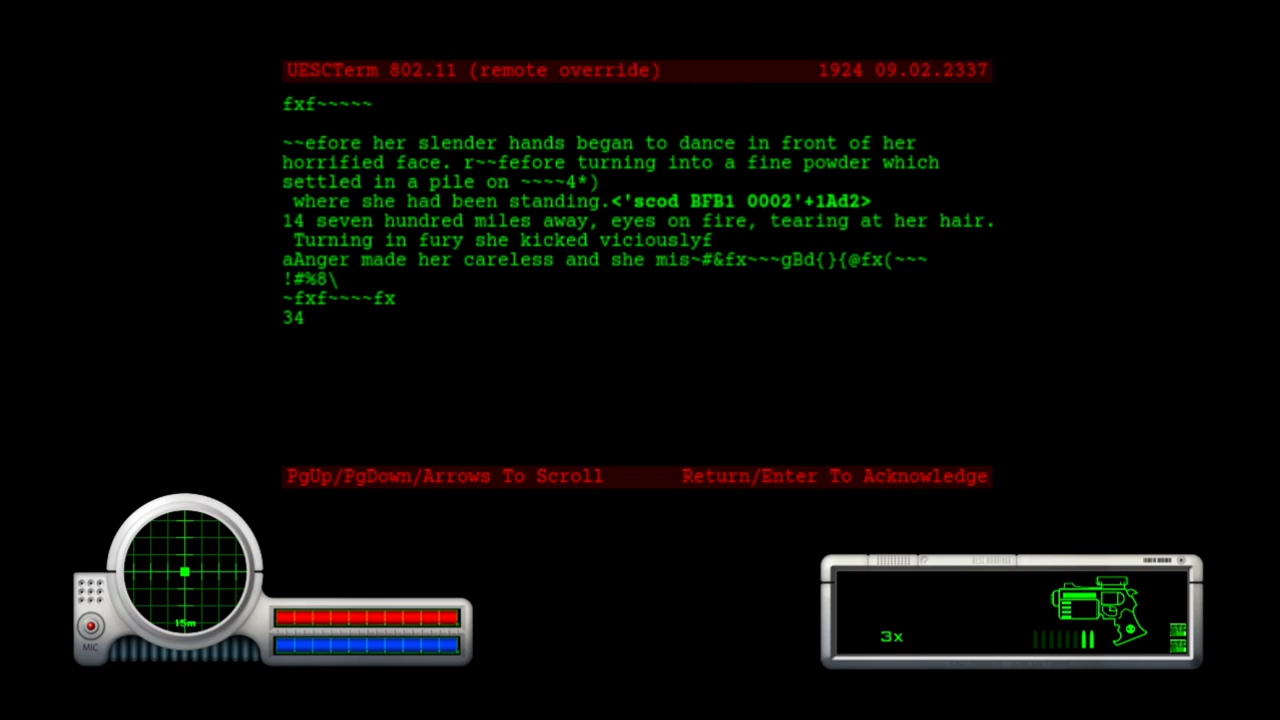 UESCTerm 802.11 (remote override) 1924 09.02.2337
fxf~~~~~
~~efore her slender hands began to dance in front of her
horrified face. r~~fefore turning into a fine powder which
settled in a pile on ~~~~4*)
where she had been standing.<'scod BFB1 0002'+1Ad2>
14 seven hundred miles away, eyes on fire, tearing at her hair.
Turning in fury she kicked viciouslyf
aAnger made her careless and she mis~#&fx~~~gBd{}{@fx(~~~
!#%8\
~fxf~~~~fx
34
PgUp/PgDown/Arrows To Scroll Return/Enter To Acknowledge
15m
MIC
3x